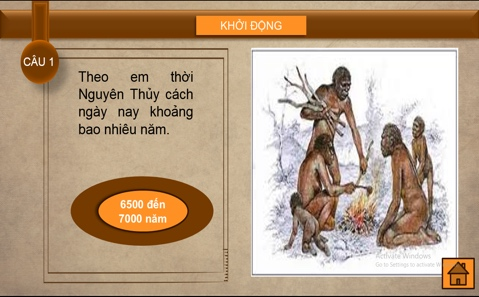 KHỞI ĐỘNG
CÂU 1
Theo em thời
Nguyên Thủy cách
ngày nay khoảng
bao nhiêu năm.
6500 đến
7000 năm
Activate Windows
Go to Settings to activate W